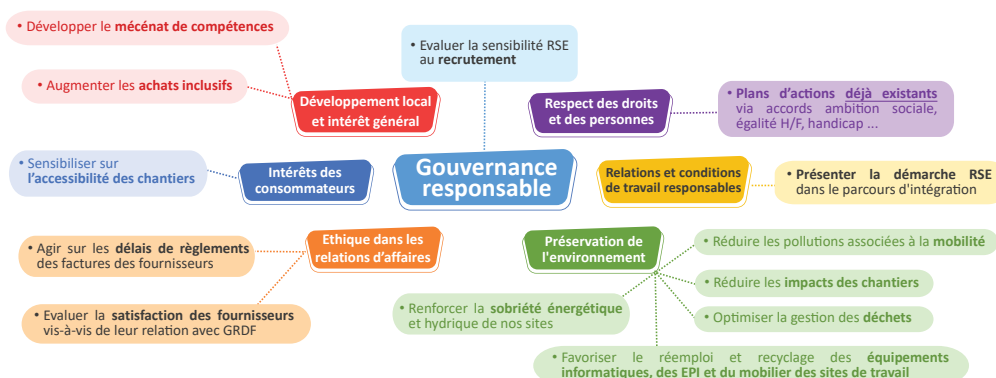 • Développer le mécénat de compétences
• Augmenter les achats inclusifs
Développement local
et intérêt général
• Evaluer la sensibilité RSE
au recrutement
Respect des droits
et des personnes
• Plans d'actions déjà existants
via accords ambition sociale,
égalité H/F, handicap ...
• Sensibiliser sur
l'accessibilité des chantiers
Intérêts des
consommateurs
Gouvernance
responsable
Relations et conditions
de travail responsables
• Présenter la démarche RSE
dans le parcours d'intégration
• Agir sur les délais de règlements
des factures des fournisseurs
Ethique dans les
relations d'affaires
• Evaluer la satisfaction des fournisseurs
vis-à-vis de leur relation avec GRDF
Préservation de
l'environnement
• Réduire les pollutions associées à la mobilité
• Réduire les impacts des chantiers
• Renforcer la sobriété énergétique
et hydrique de nos sites
• Optimiser la gestion des déchets
• Favoriser le réemploi et recyclage des équipements
informatiques, des EPI et du mobilier des sites de travail